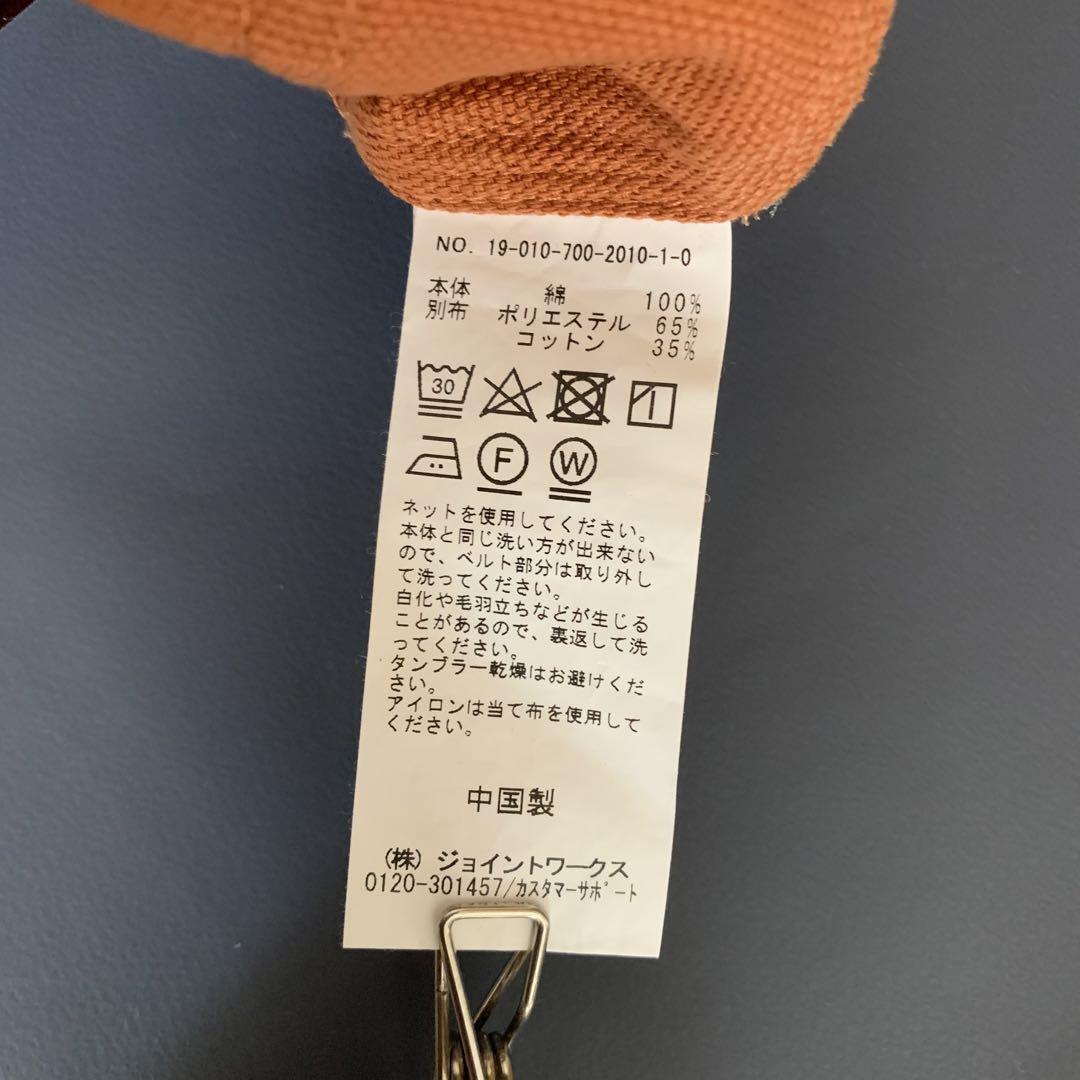 NO. 19-010-700-2010-1-0
本体 綿 100%
別布 ポリエステル 65%
コットン 35%
30
F W
ネットを使用してください。
本体と同じ洗い方が出来ない
ので、ベルト部分は取り外し
て洗ってください。
白化や毛羽立ちなどが生じる
ことがあるので、裏返して洗
ってください。
タンブラー乾燥はお避けくだ
さい。
アイロンは当て布を使用して
ください。
中国製
(株) ジョイントワークス
0120-301457/カスタマーサポート